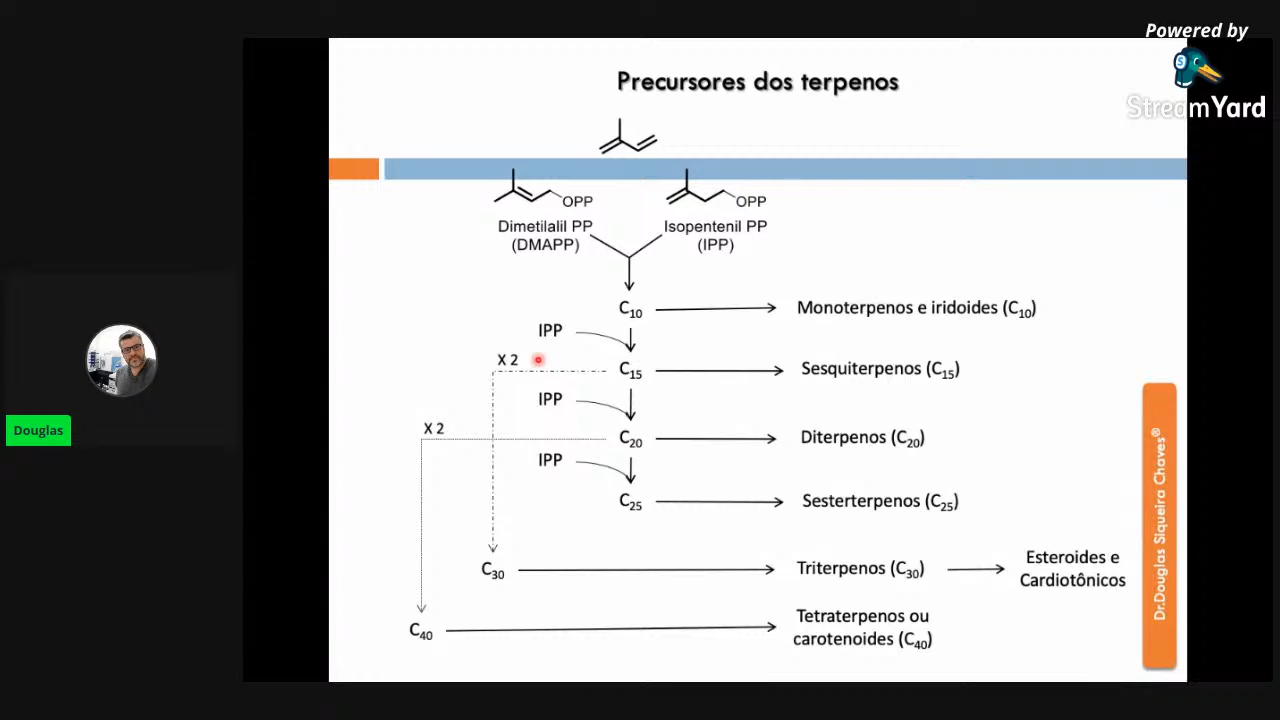 Powered by
StreamYard
Precursores dos terpenos
OPP
OPP
Dimetilalil PP
(DMAPP)
Isopentenil PP
(IPP)
C10
Monoterpenos e iridoides (C10)
IPP
X 2
C15
Sesquiterpenos (C15)
IPP
X 2
C20
Diterpenos (C20)
IPP
C25
Sesterterpenos (C25)
C30
Triterpenos (C30)
Esteroides e
Cardiotônicos
C40
Tetraterpenos ou
carotenoides (C40)
Dr.Douglas Siqueira Chaves®
Douglas